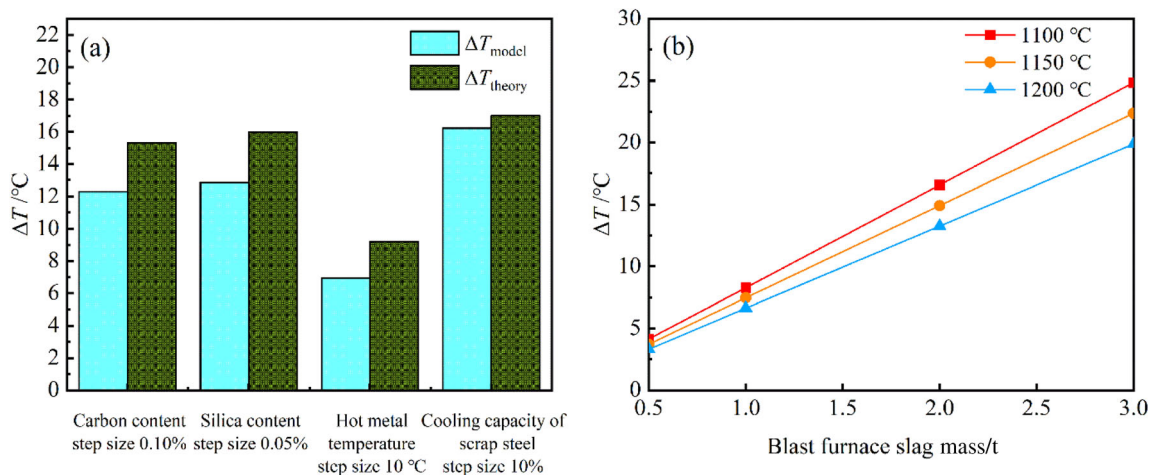 (a)
ΔT_model
ΔT_theory
ΔT /°C
22
20
18
16
14
12
10
8
6
4
2
0
Carbon content
step size 0.10%
Silica content
step size 0.05%
Hot metal
temperature
step size 10 °C
Cooling capacity of
scrap steel
step size 10%
(b)
1100 °C
1150 °C
1200 °C
ΔT /°C
30
25
20
15
10
5
0
0.5 1.0 1.5 2.0 2.5 3.0
Blast furnace slag mass/t